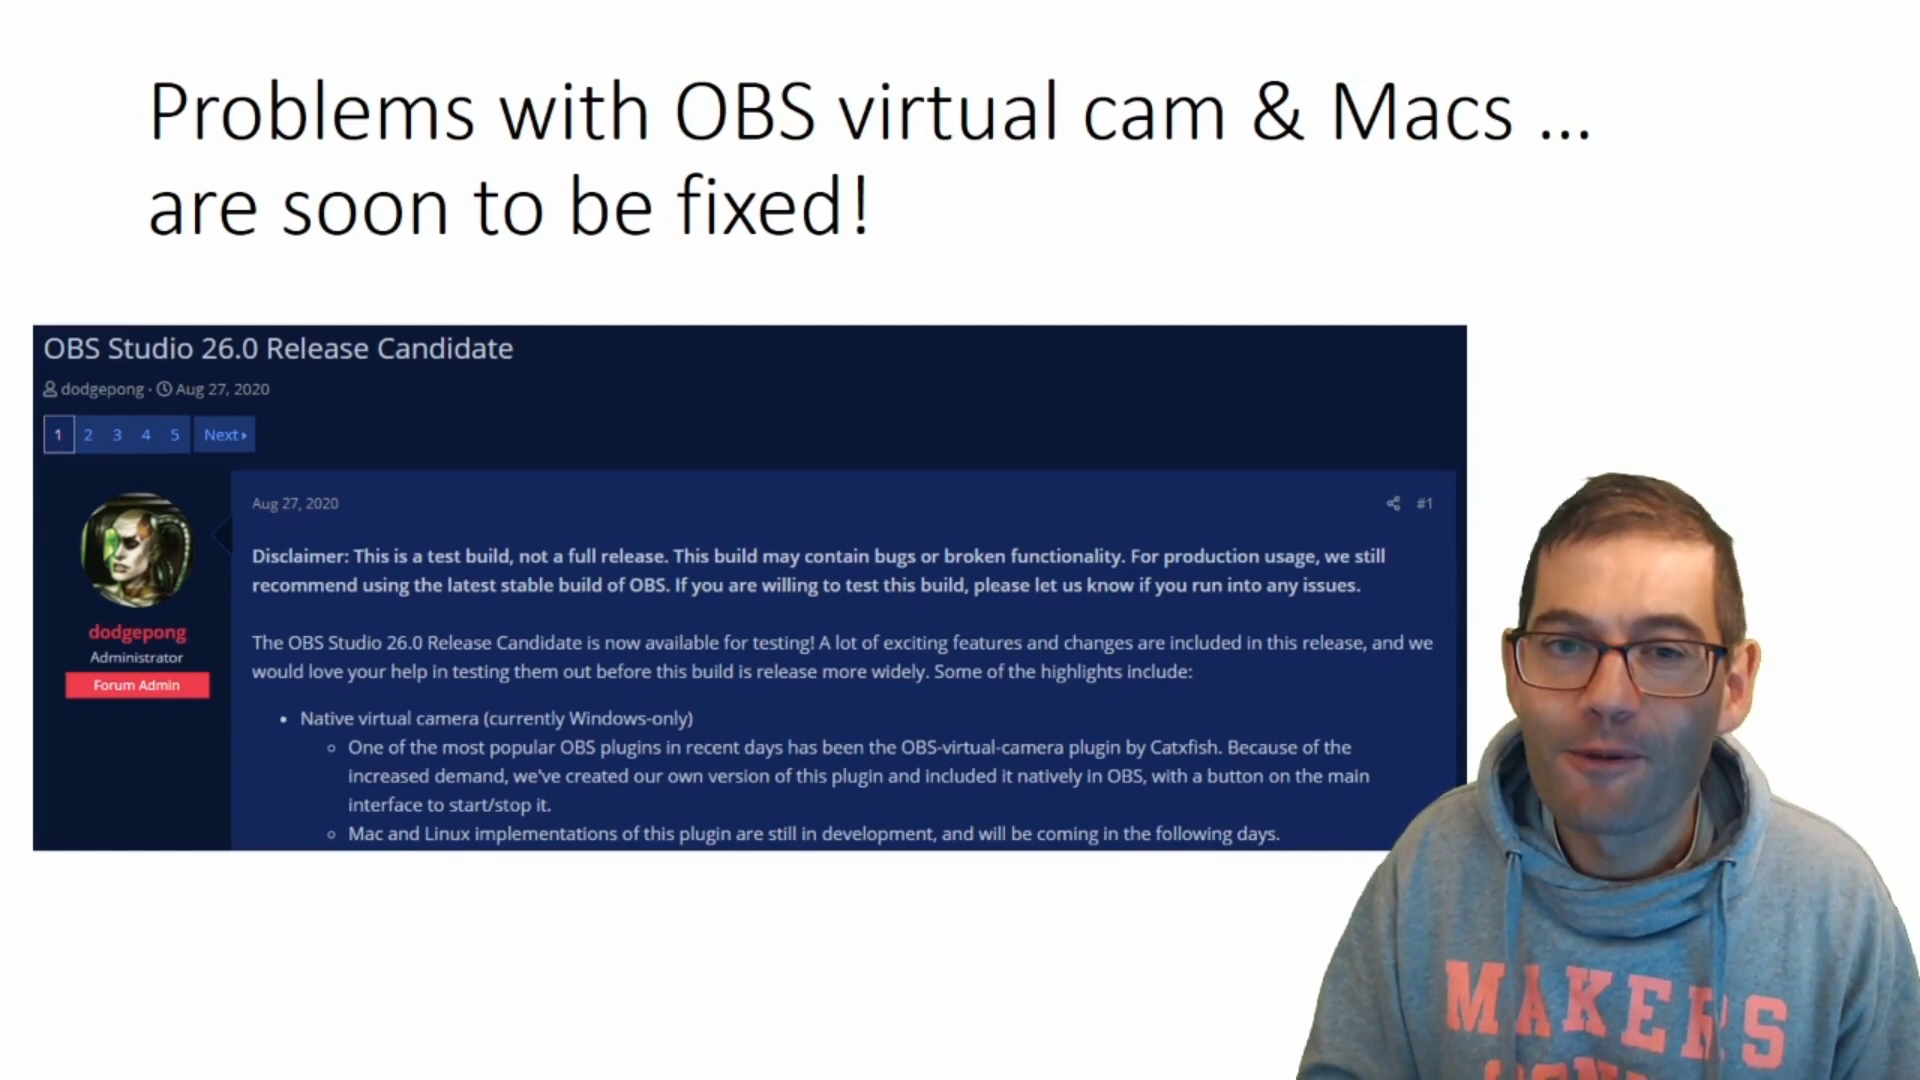 Problems with OBS virtual cam & Macs ...
are soon to be fixed!
OBS Studio 26.0 Release Candidate
dodgepong · Aug 27, 2020
1 2 3 4 5 Next
Aug 27, 2020 #1
Disclaimer: This is a test build, not a full release. This build may contain bugs or broken functionality. For production usage, we still
recommend using the latest stable build of OBS. If you are willing to test this build, please let us know if you run into any issues.
dodgepong
Administrator
Forum Admin
The OBS Studio 26.0 Release Candidate is now available for testing! A lot of exciting features and changes are included in this release, and we
would love your help in testing them out before this build is release more widely. Some of the highlights include:
• Native virtual camera (currently Windows-only)
○ One of the most popular OBS plugins in recent days has been the OBS-virtual-camera plugin by Catxfish. Because of the
increased demand, we've created our own version of this plugin and included it natively in OBS, with a button on the main
interface to start/stop it.
○ Mac and Linux implementations of this plugin are still in development, and will be coming in the following days.
MAKERS